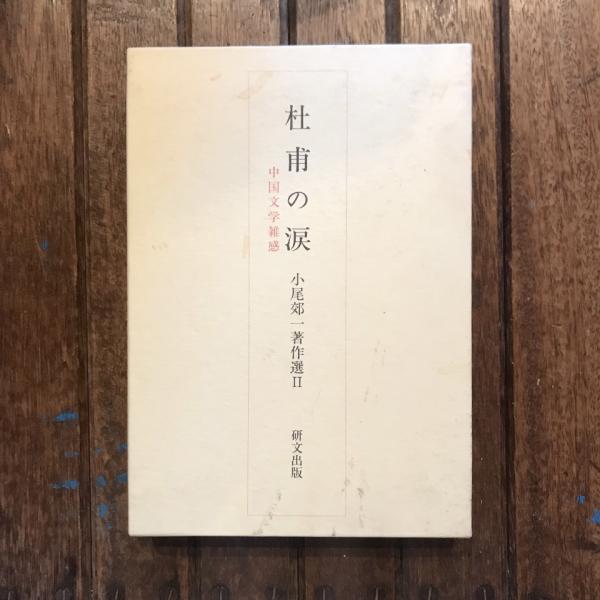 杜甫の涙
中国文学雑感
小尾郊一著作選II
研文出版